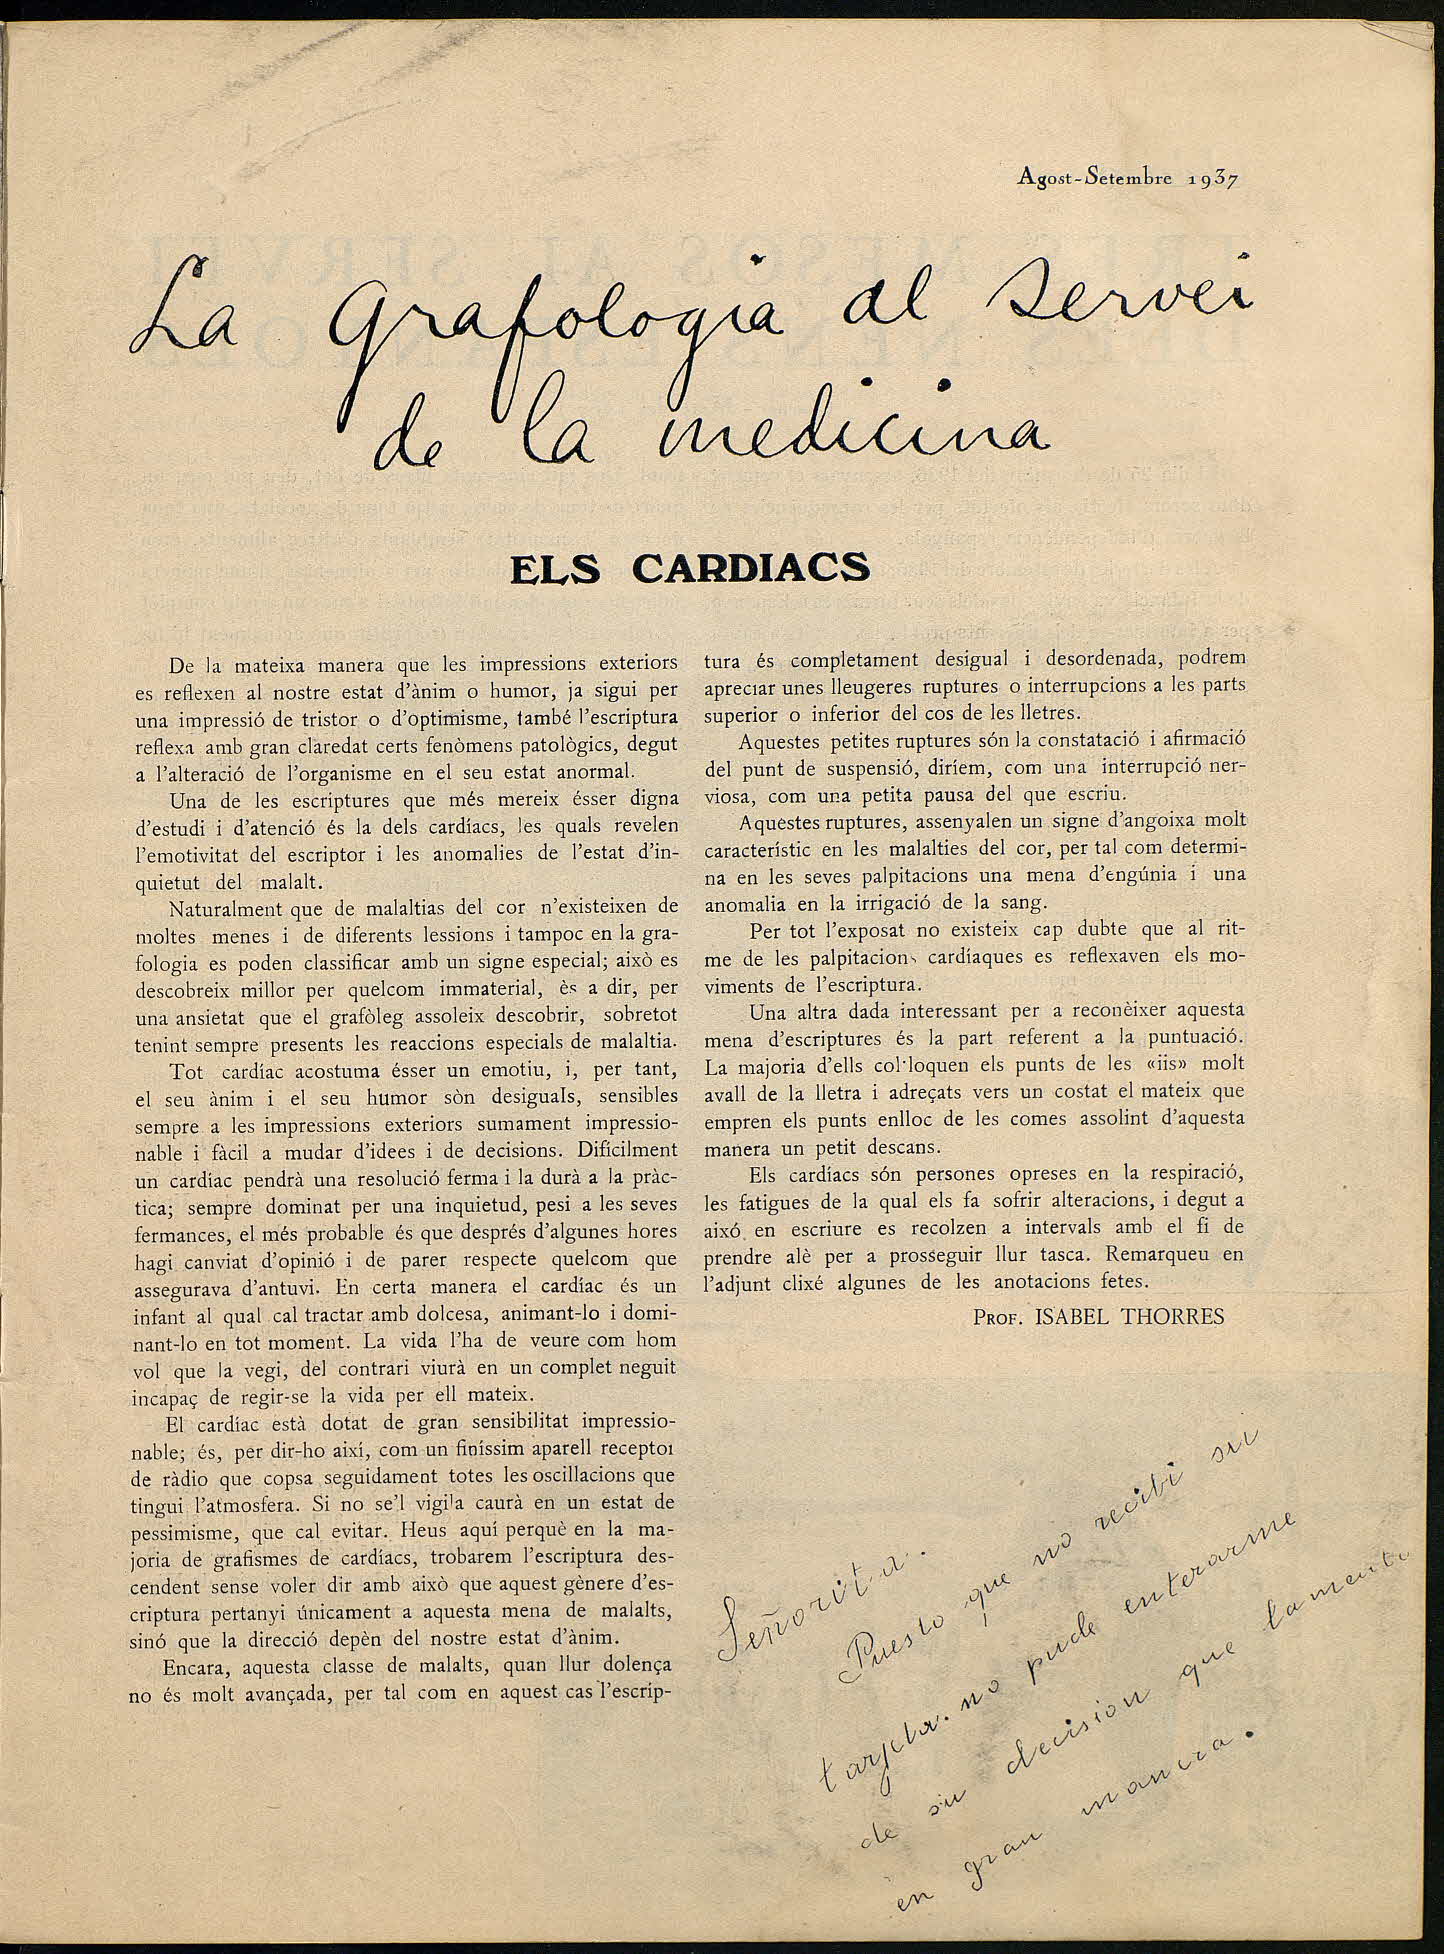 Agost-Setembre 1937
La grafologia al servei
de la medicina
ELS CARDIACS
De la mateixa manera que les impressions exteriors
es reflexen al nostre estat d'ànim o humor, ja sigui per
una impressió de tristor o d'optimisme, també l'escriptura
reflexa amb gran claredat certs fenòmens patològics, degut
a l'alteració de l'organisme en el seu estat anormal.
Una de les escriptures que més mereix ésser digna
d'estudi i d'atenció és la dels cardíacs, les quals revelen
l'emotivitat del escriptor i les anomalies de l'estat d'in-
quietut del malalt.
Naturalment que de malaltias del cor n'existeixen de
moltes menes i de diferents lessions i tampoc en la gra-
fologia es poden classificar amb un signe especial; això es
descobreix millor per quelcom immaterial, ès a dir, per
una ansietat que el grafòleg assoleix descobrir, sobretot
tenint sempre presents les reaccions especials de malaltia.
Tot cardíac acostuma ésser un emotiu, i, per tant,
el seu ànim i el seu humor sòn desiguals, sensibles
sempre a les impressions exteriors sumament impressio-
nable i fàcil a mudar d'idees i de decisions. Difícilment
un cardíac pendrà una resolució ferma i la durà a la pràc-
tica; sempre dominat per una inquietud, pesi a les seves
fermances, el més probable és que després d'algunes hores
hagi canviat d'opinió i de parer respecte quelcom que
assegurava d'antuvi. En certa manera el cardíac és un
infant al qual cal tractar amb dolcesa, animant-lo i domi-
nant-lo en tot moment. La vida l'ha de veure com hom
vol que la vegi, del contrari viurà en un complet neguit
incapaç de regir-se la vida per ell mateix.
El cardíac està dotat de gran sensibilitat impressio-
nable; és, per dir-ho així, com un finíssim aparell receptor
de ràdio que copsa seguidament totes les oscillacions que
tingui l'atmosfera. Si no se'l vigila caurà en un estat de
pessimisme, que cal evitar. Heus aquí perquè en la ma-
joria de grafismes de cardíacs, trobarem l'escriptura des-
cendent sense voler dir amb això que aquest gènere d'es-
criptura pertanyi únicament a aquesta mena de malalts,
sinó que la direcció depèn del nostre estat d'ànim.
Encara, aquesta classe de malalts, quan llur dolença
no és molt avançada, per tal com en aquest cas l'escrip-
tura és completament desigual i desordenada, podrem
apreciar unes lleugeres ruptures o interrupcions a les parts
superior o inferior del cos de les lletres.
Aquestes petites ruptures són la constatació i afirmació
del punt de suspensió, diríem, com una interrupció ner-
viosa, com una petita pausa del que escriu.
Aquestes ruptures, assenyalen un signe d'angoixa molt
característic en les malalties del cor, per tal com determi-
na en les seves palpitacions una mena d'engúnia i una
anomalia en la irrigació de la sang.
Per tot l'exposat no existeix cap dubte que al rit-
me de les palpitacions cardíaques es reflexaven els mo-
viments de l'escriptura.
Una altra dada interessant per a reconèixer aquesta
mena d'escriptures és la part referent a la puntuació.
La majoria d'ells col·loquen els punts de les «iis» molt
avall de la lletra i adreçats vers un costat el mateix que
empren els punts enlloc de les comes assolint d'aquesta
manera un petit descans.
Els cardíacs són persones opreses en la respiració,
les fatigues de la qual els fa sofrir alteracions, i degut a
aixó, en escriure es recolzen a intervals amb el fi de
prendre alè per a prosseguir llur tasca. Remarqueu en
l'adjunt clixé algunes de les anotacions fetes.
PROF. ISABEL THORRES
Señorita.
Puesto que no recibi su
tarjeta. no pude enterarme
de su decision que lamente
en gran manera.